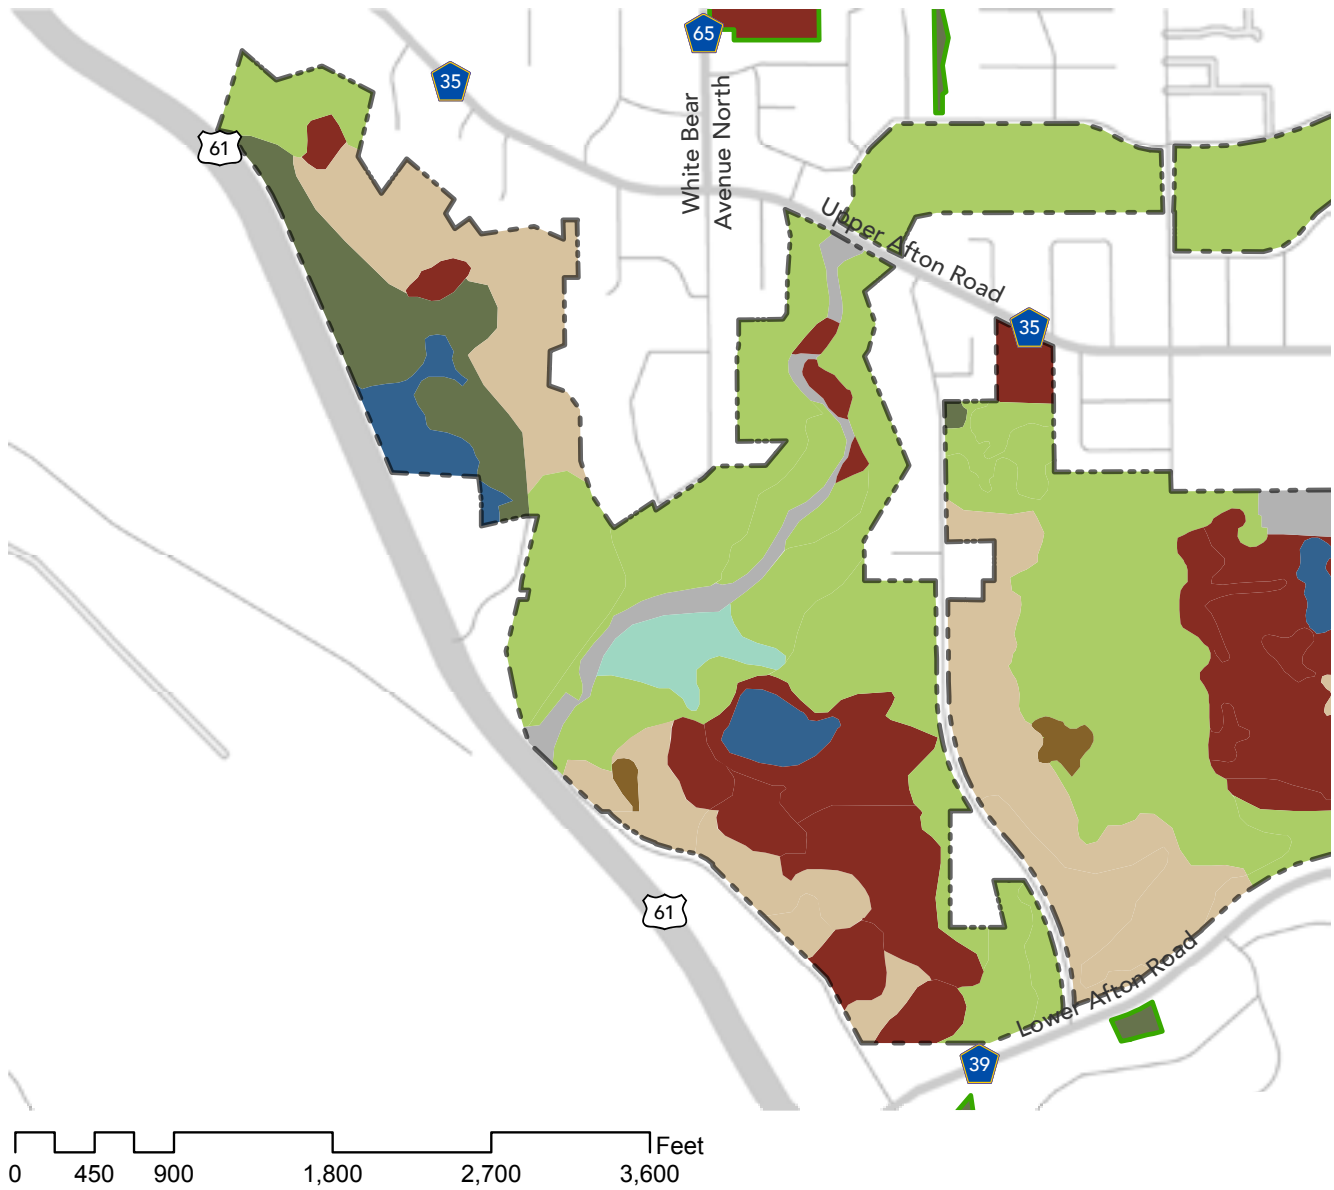 65
35
61
White Bear
Avenue North
Upper Afton Road
35
61
Lower Afton Road
39
Feet
0 450 900 1,800 2,700 3,600